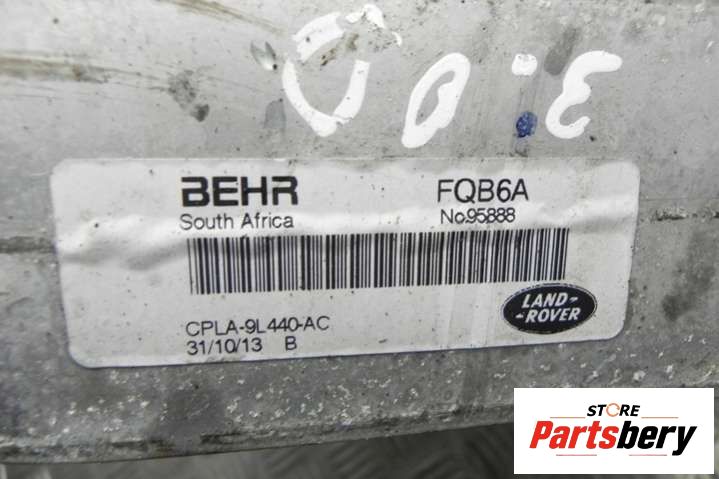 3.0 D
BEHR
FQB6A
South Africa
No.95888
CPLA-9L440-AC
31/10/13 B
LAND-
-ROVER
STORE
Partsbery